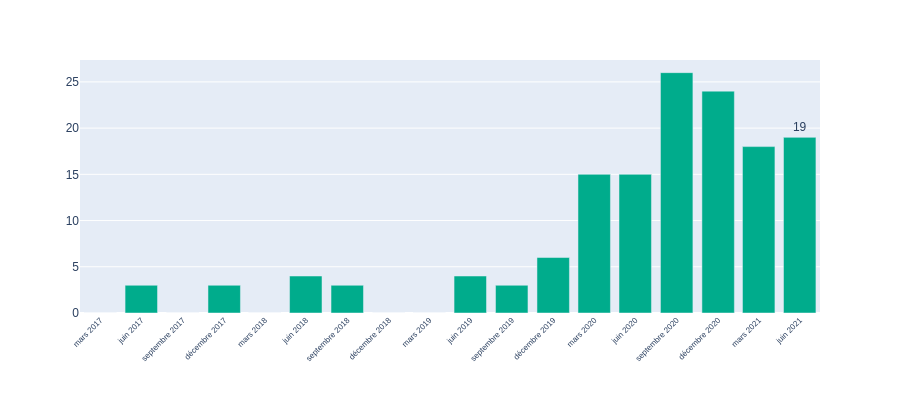 25
20
15
10
5
0
19
mars 2017
juin 2017
septembre 2017
décembre 2017
mars 2018
juin 2018
septembre 2018
décembre 2018
mars 2019
juin 2019
septembre 2019
décembre 2019
mars 2020
juin 2020
septembre 2020
décembre 2020
mars 2021
juin 2021